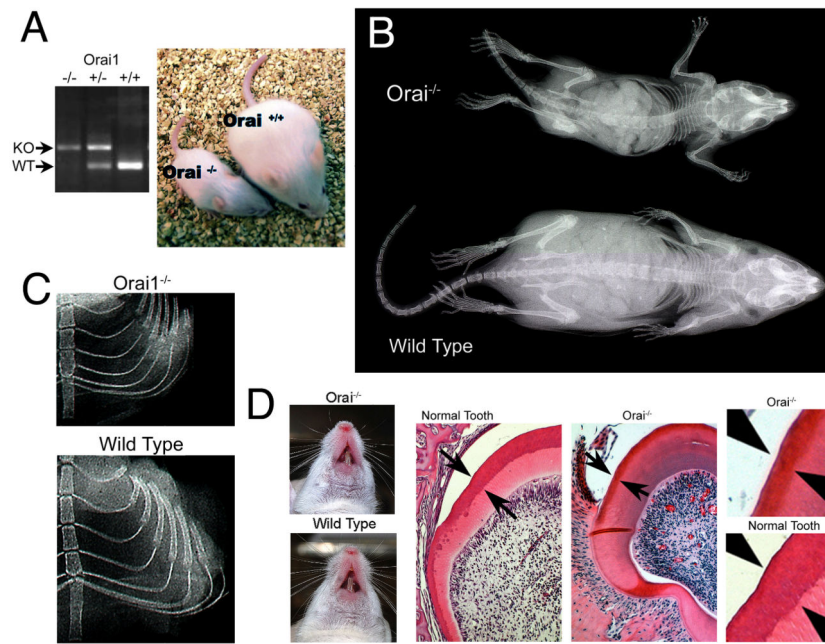 A
Orai1
-/- +/- +/+
KO
WT
Orai +/+
Orai -/-
B
Orai-/-
Wild Type
C
Orai1-/-
Wild Type
D
Orai-/-
Wild Type
Normal Tooth
Orai-/-
Orai-/-
Normal Tooth